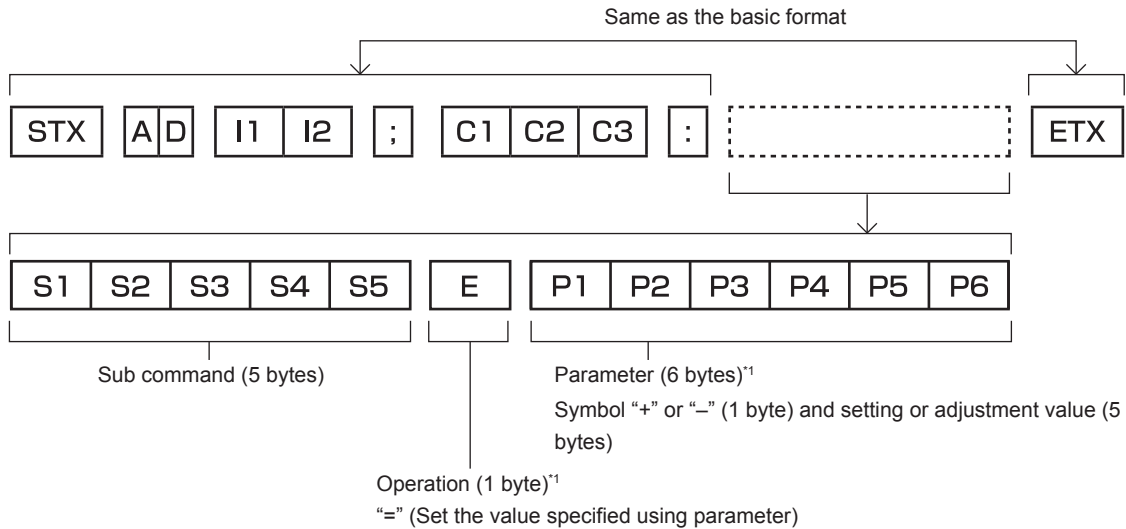 Same as the basic format
STX A D I1 I2 ; C1 C2 C3 : ETX
S1 S2 S3 S4 S5 E P1 P2 P3 P4 P5 P6
Sub command (5 bytes)
Parameter (6 bytes)*1
Symbol “+” or “–” (1 byte) and setting or adjustment value (5
bytes)
Operation (1 byte)*1
“=” (Set the value specified using parameter)